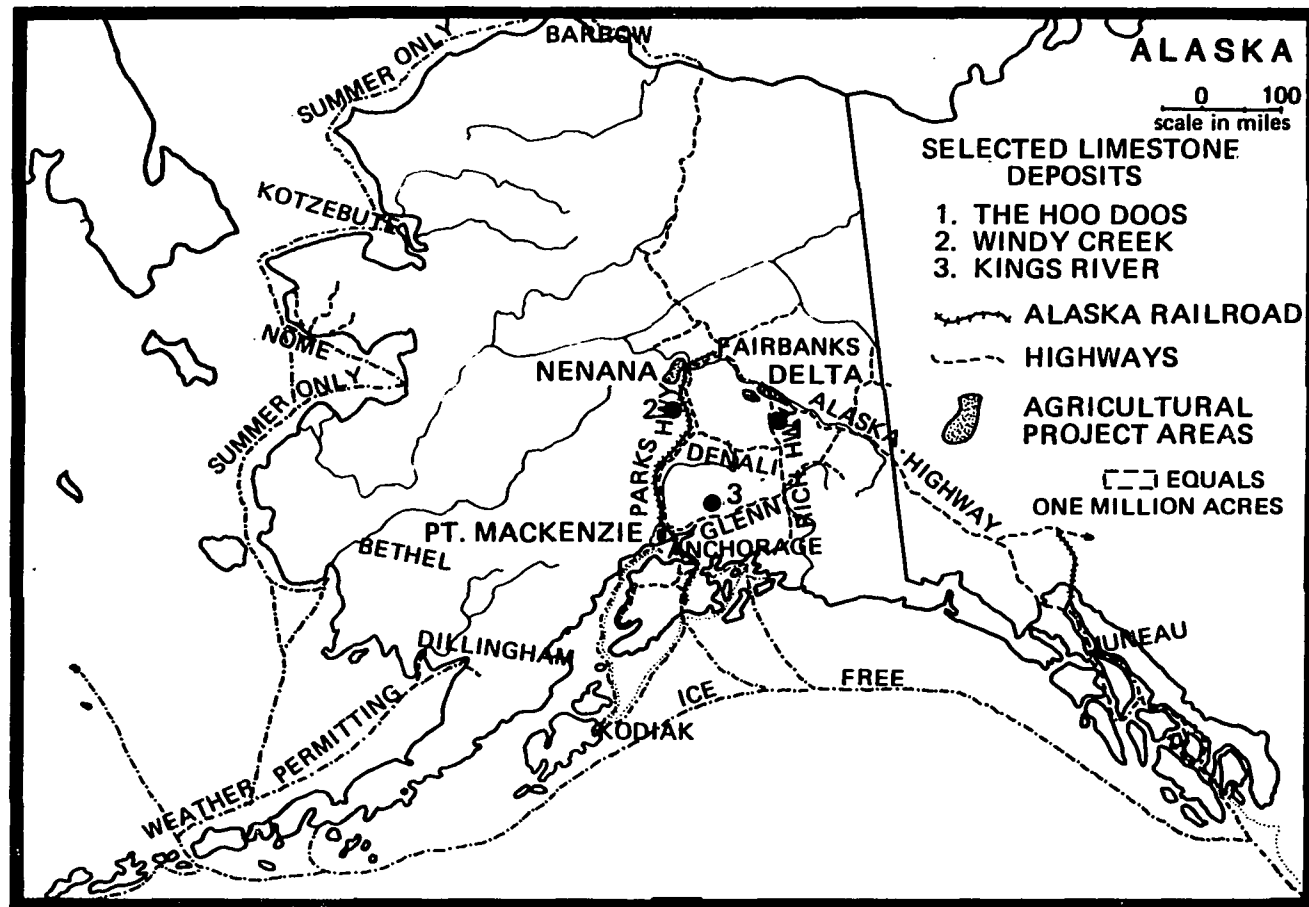 BARROW
ALASKA
0 100
scale in miles
SUMMER ONLY
SELECTED LIMESTONE
DEPOSITS
1. THE HOO DOOS
2. WINDY CREEK
3. KINGS RIVER
ALASKA RAILROAD
HIGHWAYS
AGRICULTURAL
PROJECT AREAS
EQUALS
ONE MILLION ACRES
KOTZEBUTE
NOME
SUMMER ONLY
FAIRBANKS
NENANA
DELTA
2
PARKS HWY
ALASKA HIGHWAY
DENALI
RICH HWY
3
GLENN
PT. MACKENZIE
ANCHORAGE
BETHEL
DILLINGHAM
JUNEAU
ICE FREE
KODIAK
WEATHER PERMITTING